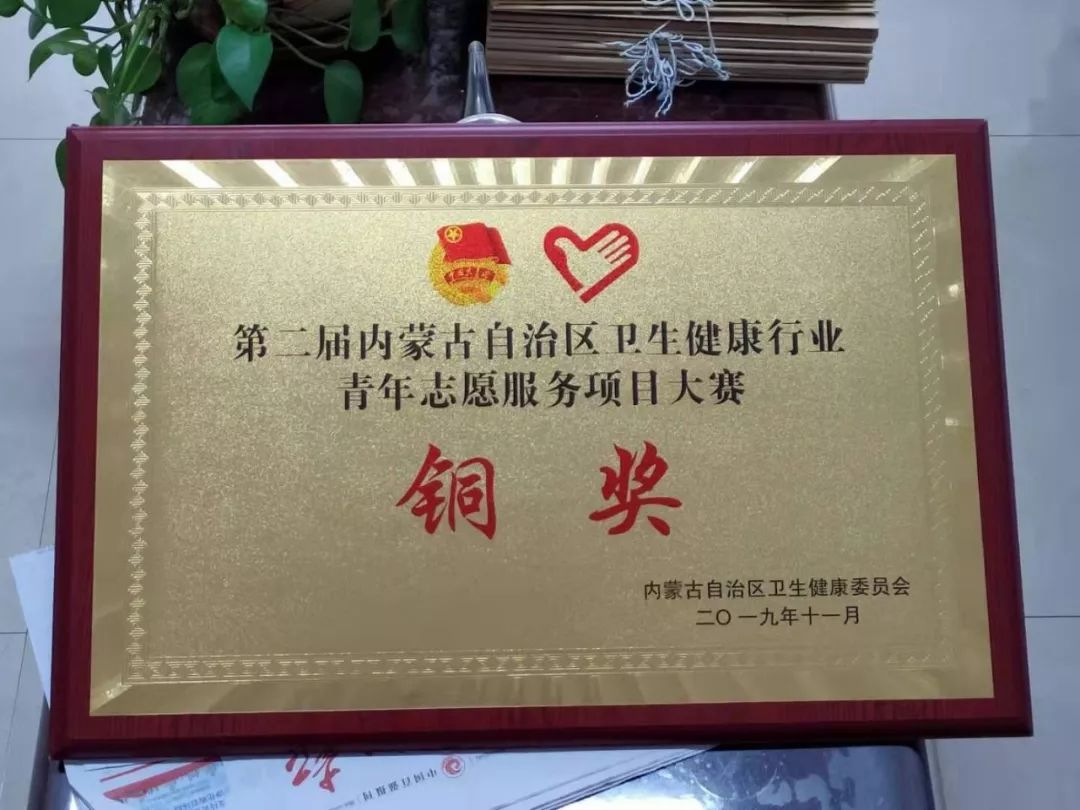 第二届内蒙古自治区卫生健康行业
青年志愿服务项目大赛
铜奖
内蒙古自治区卫生健康委员会
二〇一九年十一月